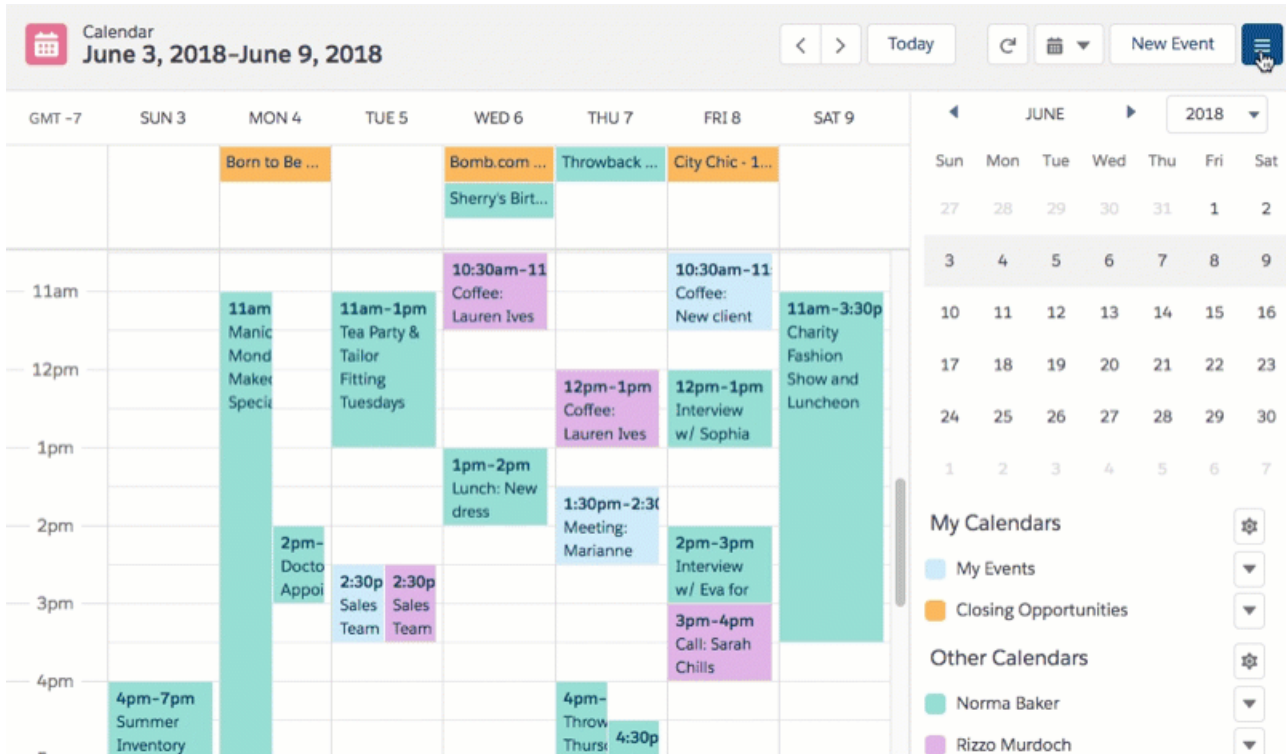 Calendar
June 3, 2018–June 9, 2018
Today
New Event
GMT -7 SUN 3 MON 4 TUE 5 WED 6 THU 7 FRI 8 SAT 9
Born to Be ... Bomb.com ... Throwback ... City Chic - 1...
Sherry's Birt...
11am
12pm
1pm
2pm
3pm
4pm
4pm–7pm
Summer
Inventory
11am
Manic
Mond
Make
Specia
2pm–
Docto
Appoi
11am–1pm
Tea Party &
Tailor
Fitting
Tuesdays
2:30p
Sales
Team
2:30p
Sales
Team
10:30am–11
Coffee:
Lauren Ives
1pm–2pm
Lunch: New
dress
12pm–1pm
Coffee:
Lauren Ives
1:30pm–2:30
Meeting:
Marianne
4pm–
Throw
Thurs
4:30p
10:30am–11:
Coffee:
New client
12pm–1pm
Interview
w/ Sophia
2pm–3pm
Interview
w/ Eva for
3pm–4pm
Call: Sarah
Chills
11am–3:30p
Charity
Fashion
Show and
Luncheon
JUNE 2018
Sun Mon Tue Wed Thu Fri Sat
27 28 29 30 31 1 2
3 4 5 6 7 8 9
10 11 12 13 14 15 16
17 18 19 20 21 22 23
24 25 26 27 28 29 30
1 2 3 4 5 6 7
My Calendars
My Events
Closing Opportunities
Other Calendars
Norma Baker
Rizzo Murdoch